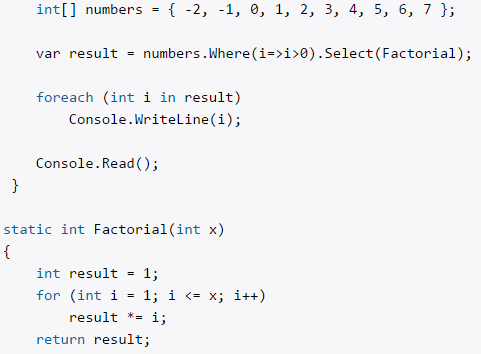 int[] numbers = { -2, -1, 0, 1, 2, 3, 4, 5, 6, 7 };
var result = numbers.Where(i=>i>0).Select(Factorial);
foreach (int i in result)
Console.WriteLine(i);
Console.Read();
}
static int Factorial(int x)
{
int result = 1;
for (int i = 1; i <= x; i++)
result *= i;
return result;